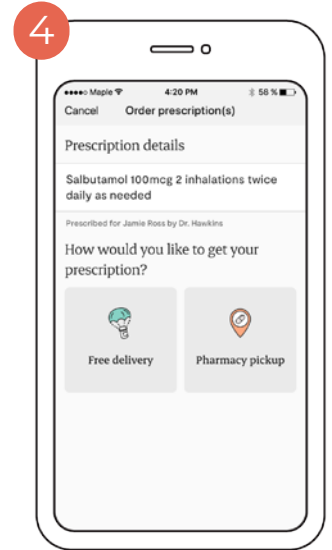 4
Maple 4:20 PM 58 %
Cancel Order prescription(s)
Prescription details
Salbutamol 100mcg 2 inhalations twice
daily as needed
Prescribed for Jamie Ross by Dr. Hawkins
How would you like to get your
prescription?
Free delivery Pharmacy pickup